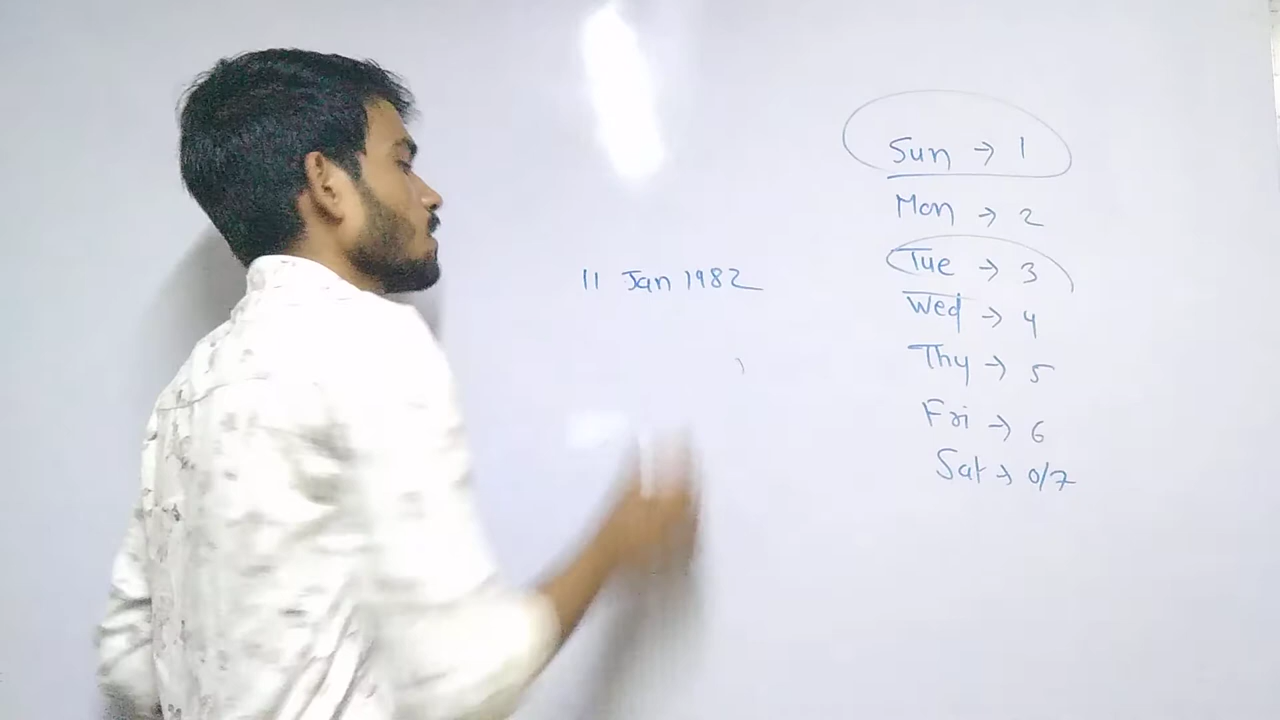 11 Jan 1982
Sun → 1
Mon → 2
Tue → 3
Wed → 4
Thy → 5
Fri → 6
Sat → 0/7